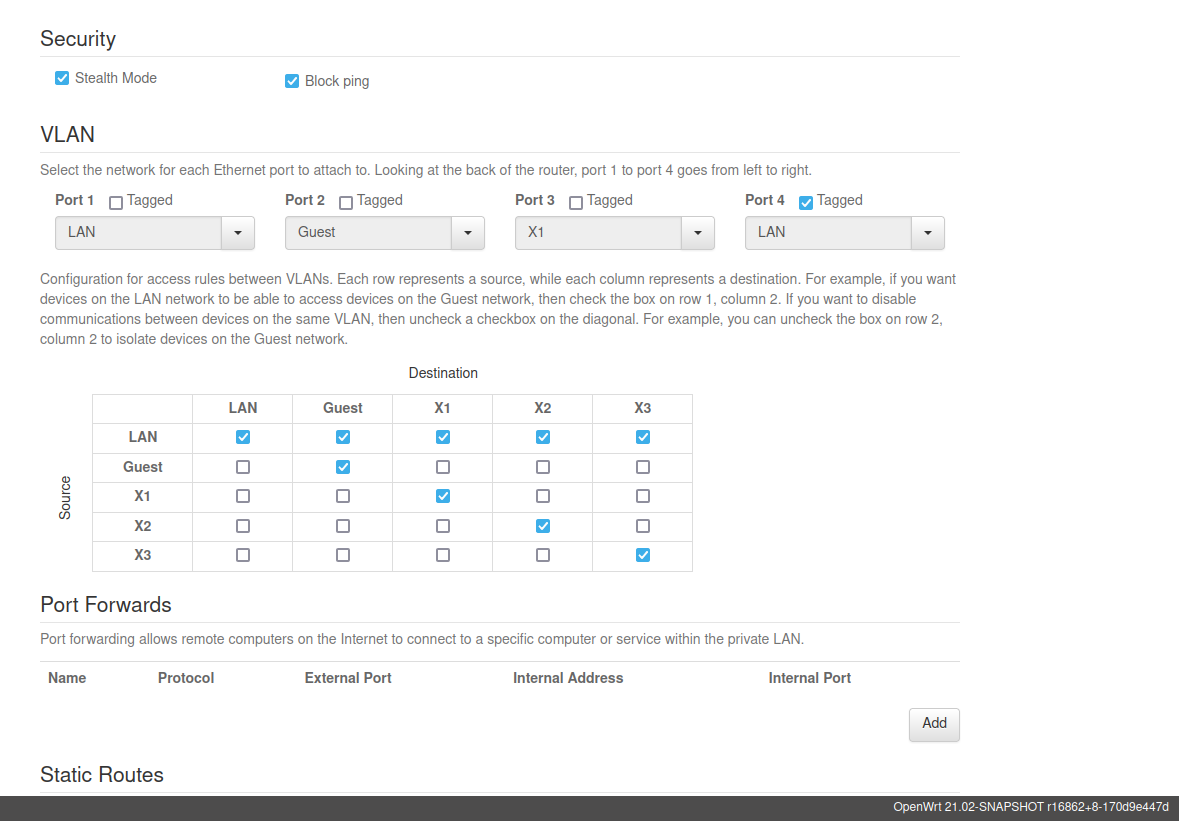 Security
Stealth Mode Block ping
VLAN
Select the network for each Ethernet port to attach to. Looking at the back of the router, port 1 to port 4 goes from left to right.
Port 1 Tagged Port 2 Tagged Port 3 Tagged Port 4 Tagged
LAN Guest X1 LAN
Configuration for access rules between VLANs. Each row represents a source, while each column represents a destination. For example, if you want
devices on the LAN network to be able to access devices on the Guest network, then check the box on row 1, column 2. If you want to disable
communications between devices on the same VLAN, then uncheck a checkbox on the diagonal. For example, you can uncheck the box on row 2,
column 2 to isolate devices on the Guest network.
Destination
LAN Guest X1 X2 X3
LAN
Guest
Source
X1
X2
X3
Port Forwards
Port forwarding allows remote computers on the Internet to connect to a specific computer or service within the private LAN.
Name Protocol External Port Internal Address Internal Port
Add
Static Routes
OpenWrt 21.02-SNAPSHOT r16862+8-170d9e447d